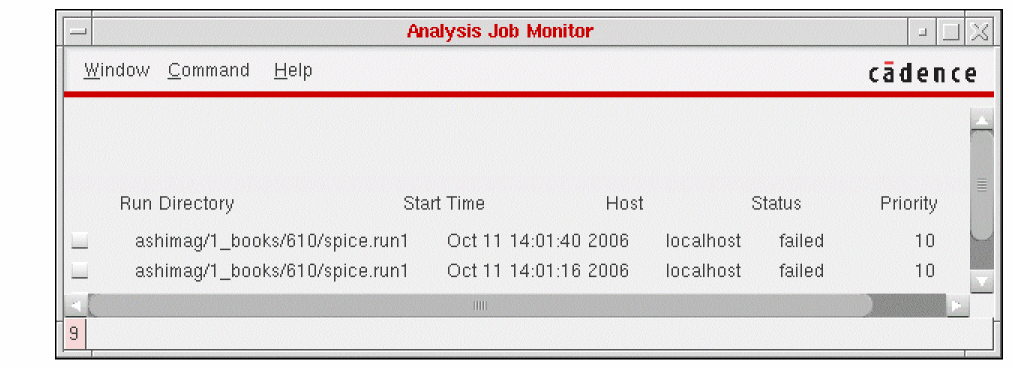 Analysis Job Monitor
Window Command Help cādence
Run Directory Start Time Host Status Priority
ashimag/1_books/610/spice.run1 Oct 11 14:01:40 2006 localhost failed 10
ashimag/1_books/610/spice.run1 Oct 11 14:01:16 2006 localhost failed 10
9